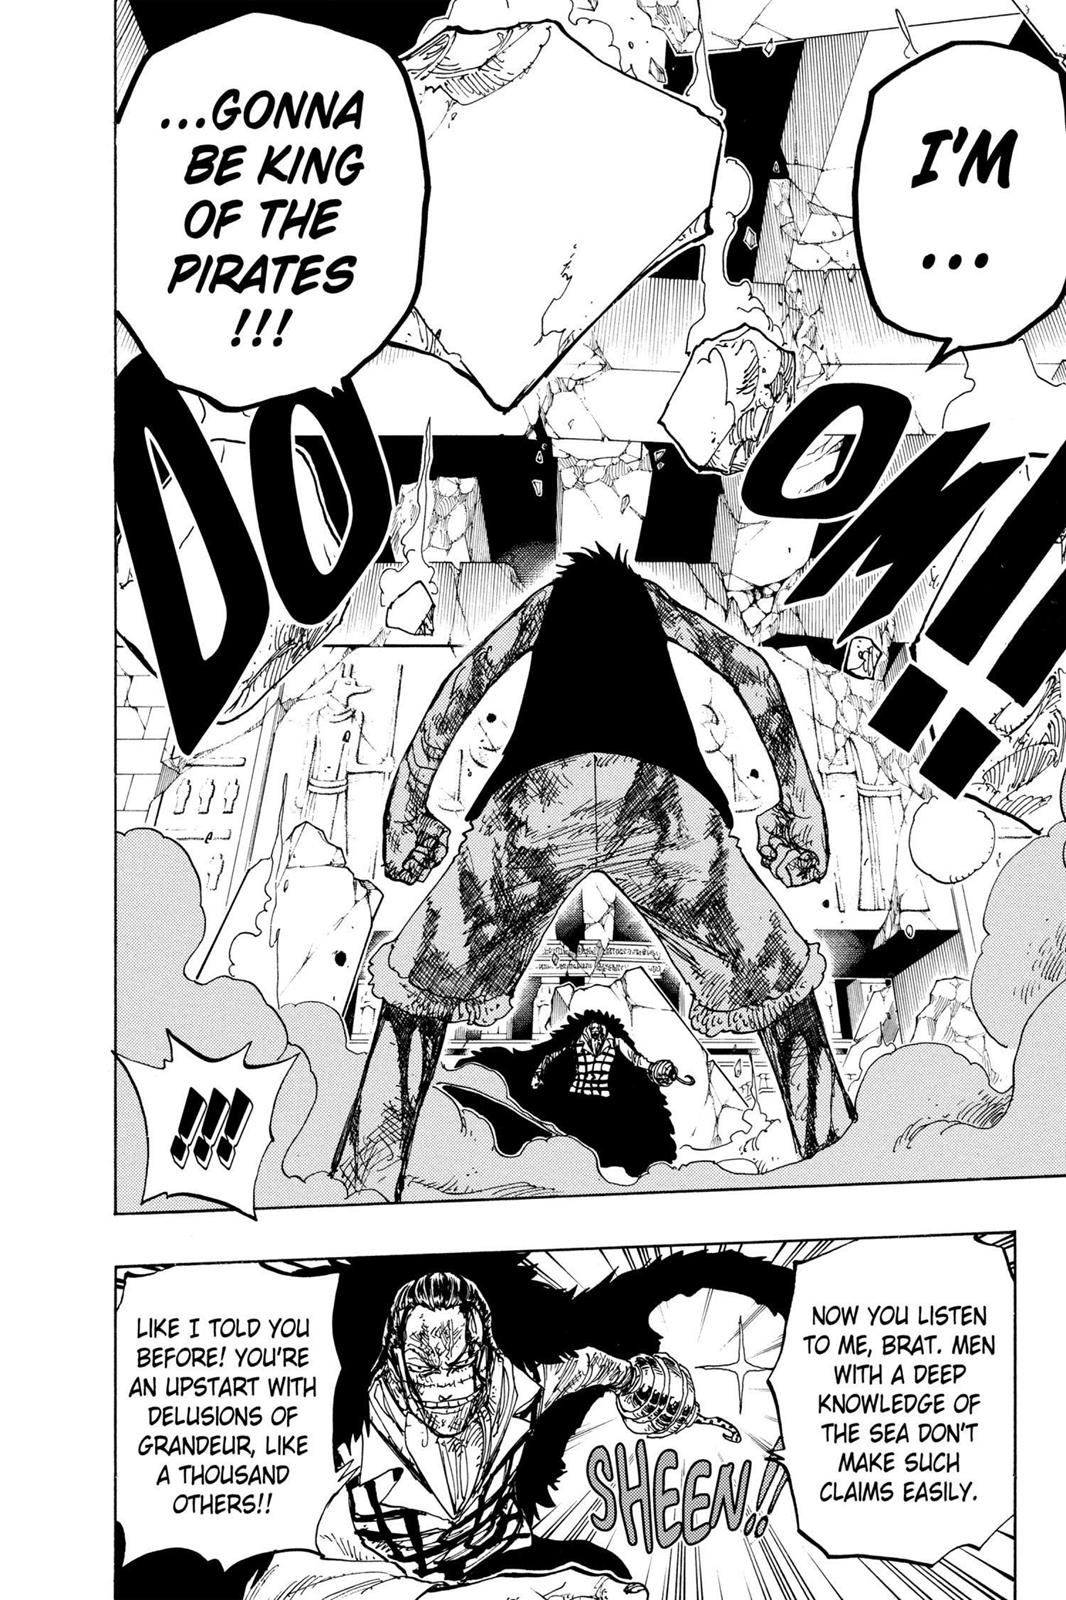 I'M
...
...GONNA
BE KING
OF THE
PIRATES
!!!
DOOM!!
!!!
NOW YOU LISTEN
TO ME, BRAT. MEN
WITH A DEEP
KNOWLEDGE OF
THE SEA DON'T
MAKE SUCH
CLAIMS EASILY.
SHEEN!!
LIKE I TOLD YOU
BEFORE! YOU'RE
AN UPSTART WITH
DELUSIONS OF
GRANDEUR, LIKE
A THOUSAND
OTHERS!!